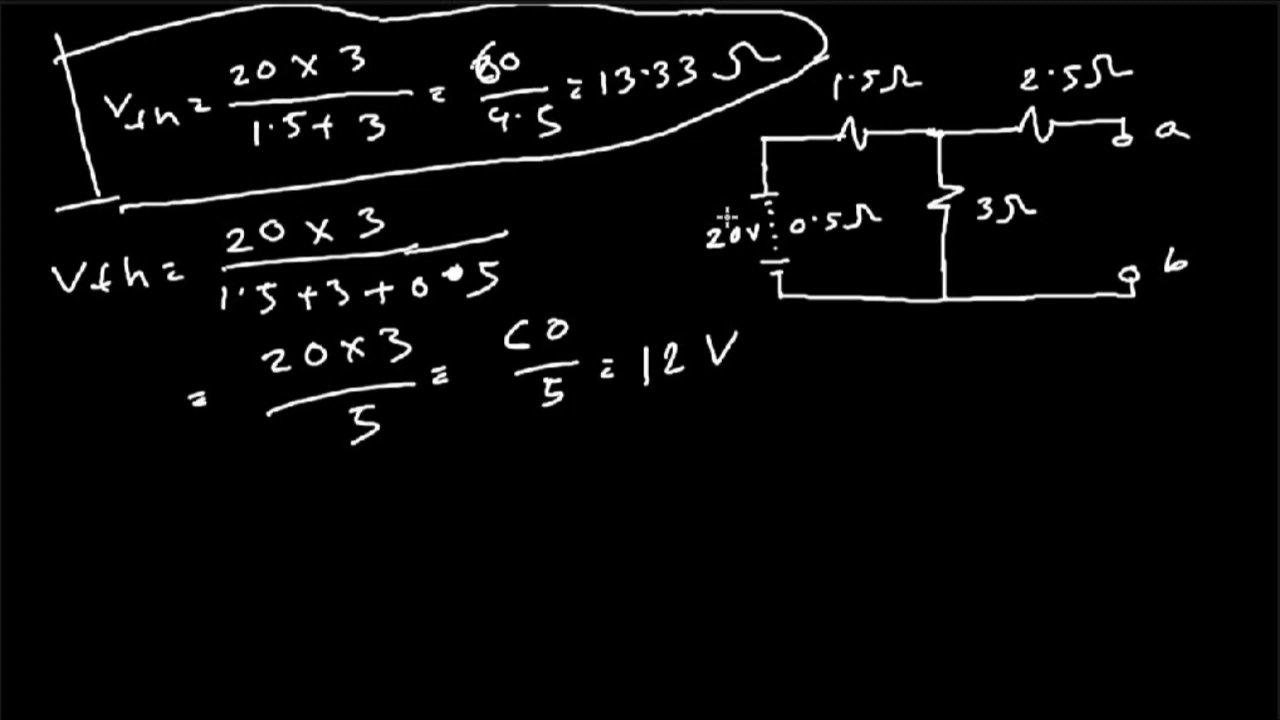 Vth = 20 × 3 / 1.5 + 3 = 60 / 4.5 = 13.33 Ω
Vth = 20 × 3 / 1.5 + 3 + 0.5
= 20 × 3 / 5 = 60 / 5 = 12 V
1.5Ω 2.5Ω
a
20V 0.5Ω 3Ω
b